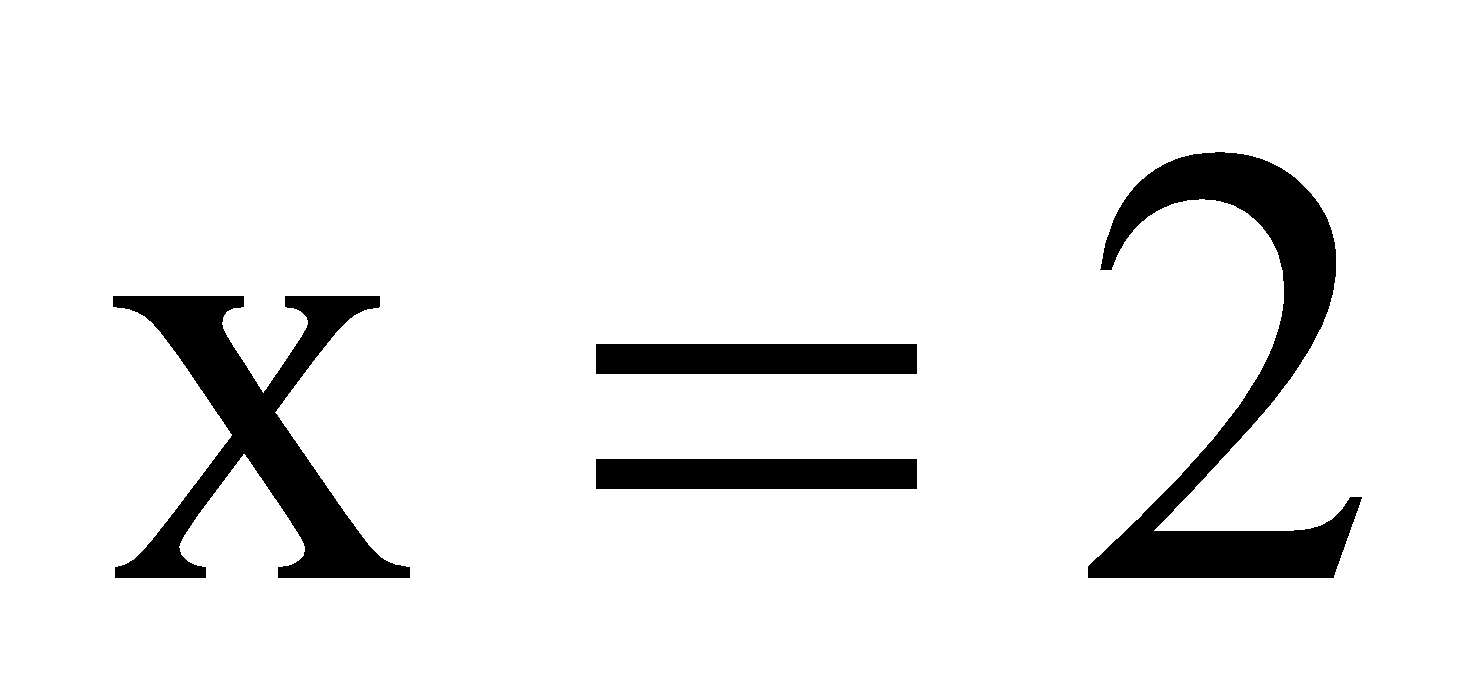 x = 2